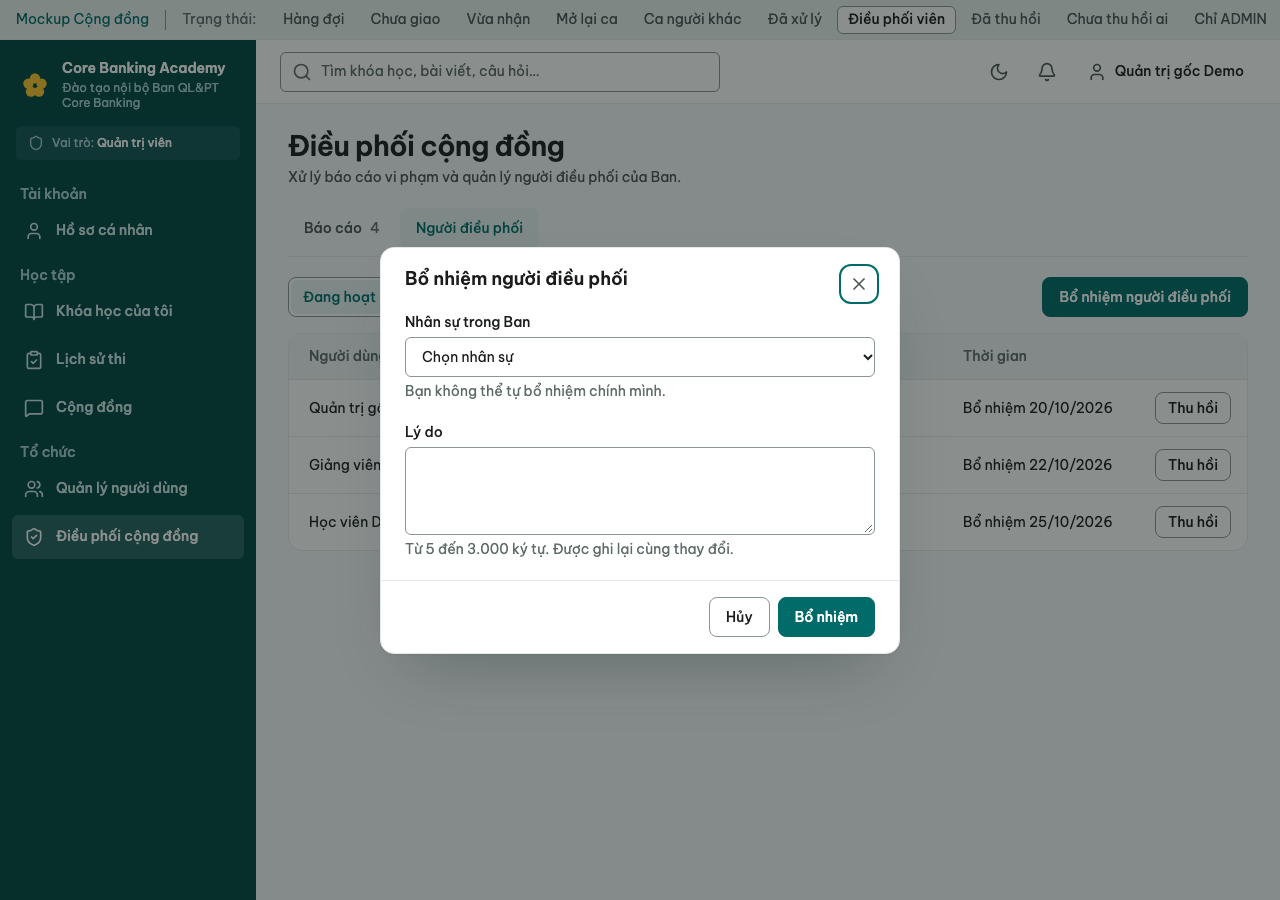 Mockup Cộng đồng
Trạng thái: Hàng đợi Chưa giao Vừa nhận Mở lại ca Ca người khác Đã xử lý Điều phối viên Đã thu hồi Chưa thu hồi ai Chỉ ADMIN
Core Banking Academy
Đào tạo nội bộ Ban QL&PT
Core Banking
Vai trò: Quản trị viên
Tài khoản
Hồ sơ cá nhân
Học tập
Khóa học của tôi
Lịch sử thi
Cộng đồng
Tổ chức
Quản lý người dùng
Điều phối cộng đồng
Tìm khóa học, bài viết, câu hỏi...
Quản trị gốc Demo
Điều phối cộng đồng
Xử lý báo cáo vi phạm và quản lý người điều phối của Ban.
Báo cáo 4
Người điều phối
Đang hoạt
Bổ nhiệm người điều phối
Thời gian
Quản trị
Bổ nhiệm 20/10/2026 Thu hồi
Giảng viên
Bổ nhiệm 22/10/2026 Thu hồi
Học viên
Bổ nhiệm 25/10/2026 Thu hồi
Bổ nhiệm người điều phối
Nhân sự trong Ban
Chọn nhân sự
Bạn không thể tự bổ nhiệm chính mình.
Lý do
Từ 5 đến 3.000 ký tự. Được ghi lại cùng thay đổi.
Hủy
Bổ nhiệm